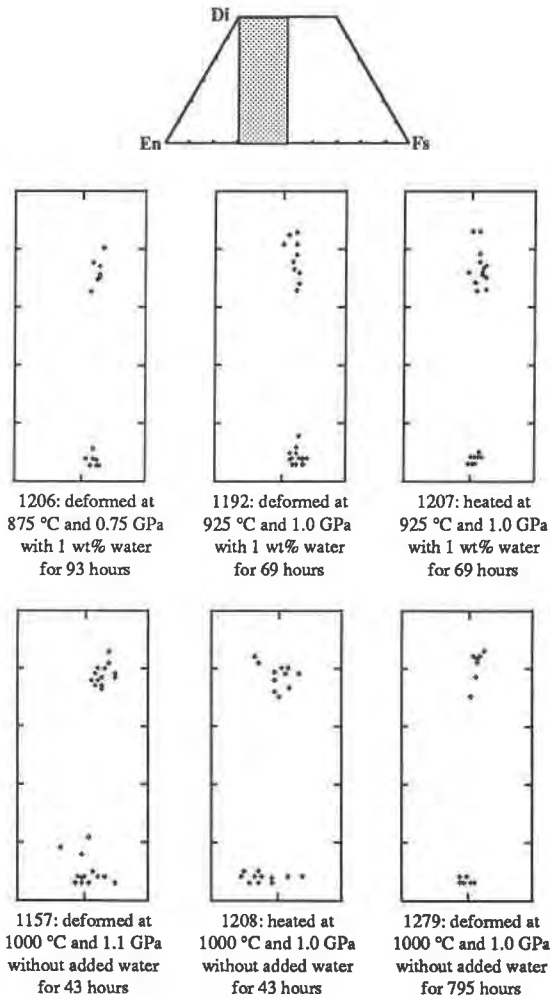 Di
En
Fs
1206: deformed at
875 °C and 0.75 GPa
with 1 wt% water
for 93 hours
1192: deformed at
925 °C and 1.0 GPa
with 1 wt% water
for 69 hours
1207: heated at
925 °C and 1.0 GPa
with 1 wt% water
for 69 hours
1157: deformed at
1000 °C and 1.1 GPa
without added water
for 43 hours
1208: heated at
1000 °C and 1.0 GPa
without added water
for 43 hours
1279: deformed at
1000 °C and 1.0 GPa
without added water
for 795 hours